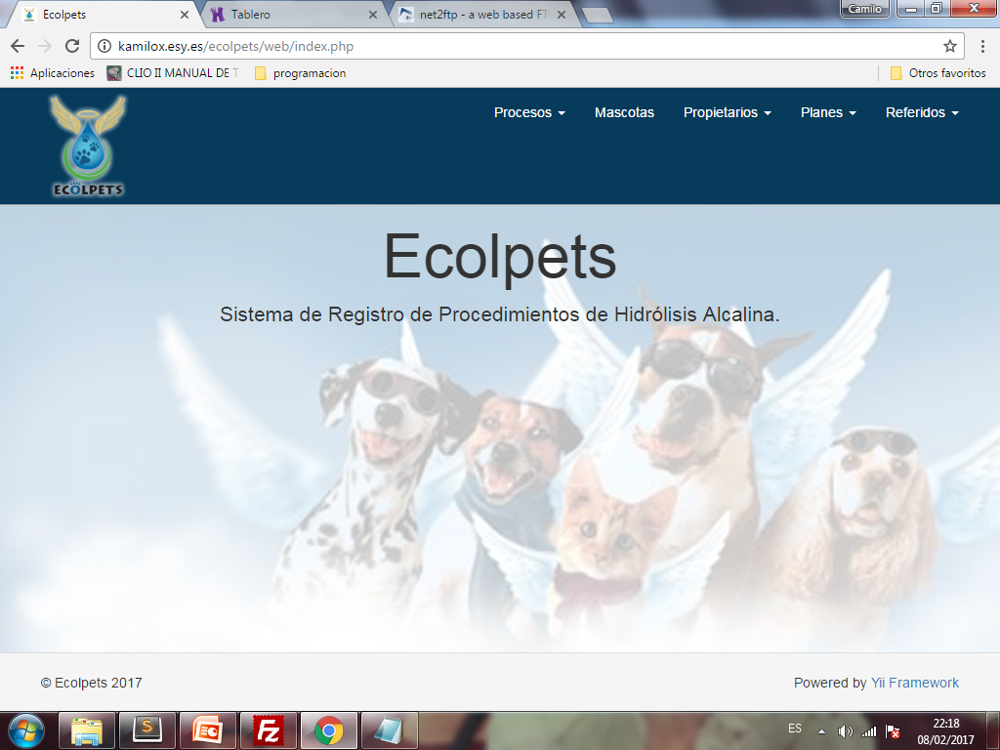 Ecolpets
Tablero
net2ftp - a web based FT
Camilo
kamilox.esy.es/ecolpets/web/index.php
Aplicaciones
CLIO II MANUAL DE T
programacion
Otros favoritos
ECOLPETS
Procesos
Mascotas
Propietarios
Planes
Referidos
Ecolpets
Sistema de Registro de Procedimientos de Hidrólisis Alcalina.
© Ecolpets 2017
Powered by Yii Framework
ES
22:18
08/02/2017